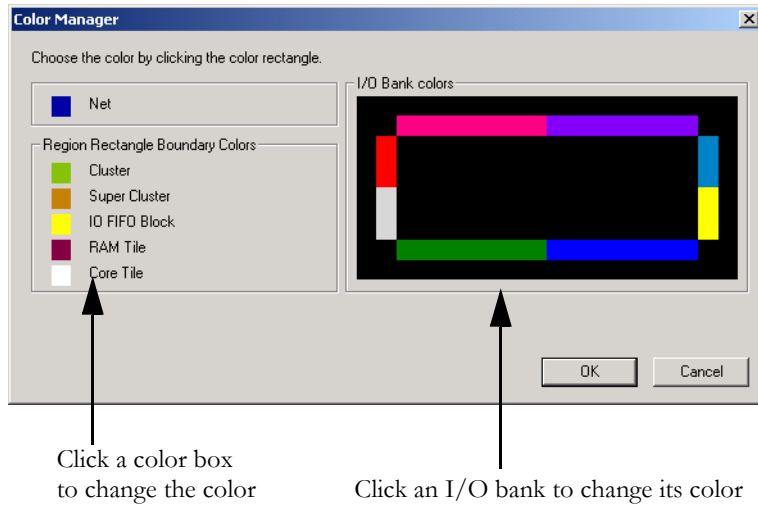 Color Manager
Choose the color by clicking the color rectangle.
Net
Region Rectangle Boundary Colors
Cluster
Super Cluster
IO FIFO Block
RAM Tile
Core Tile
I/O Bank colors
OK
Cancel
Click a color box
to change the color
Click an I/O bank to change its color